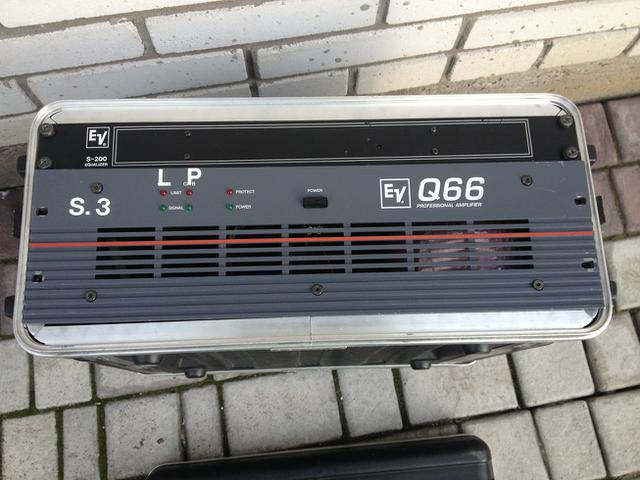 EV
S-200
EQUALIZER
L P
S.3
LIMIT
PROTECT
SIGNAL
POWER
POWER
EV
Q66
PROFESSIONAL AMPLIFIER